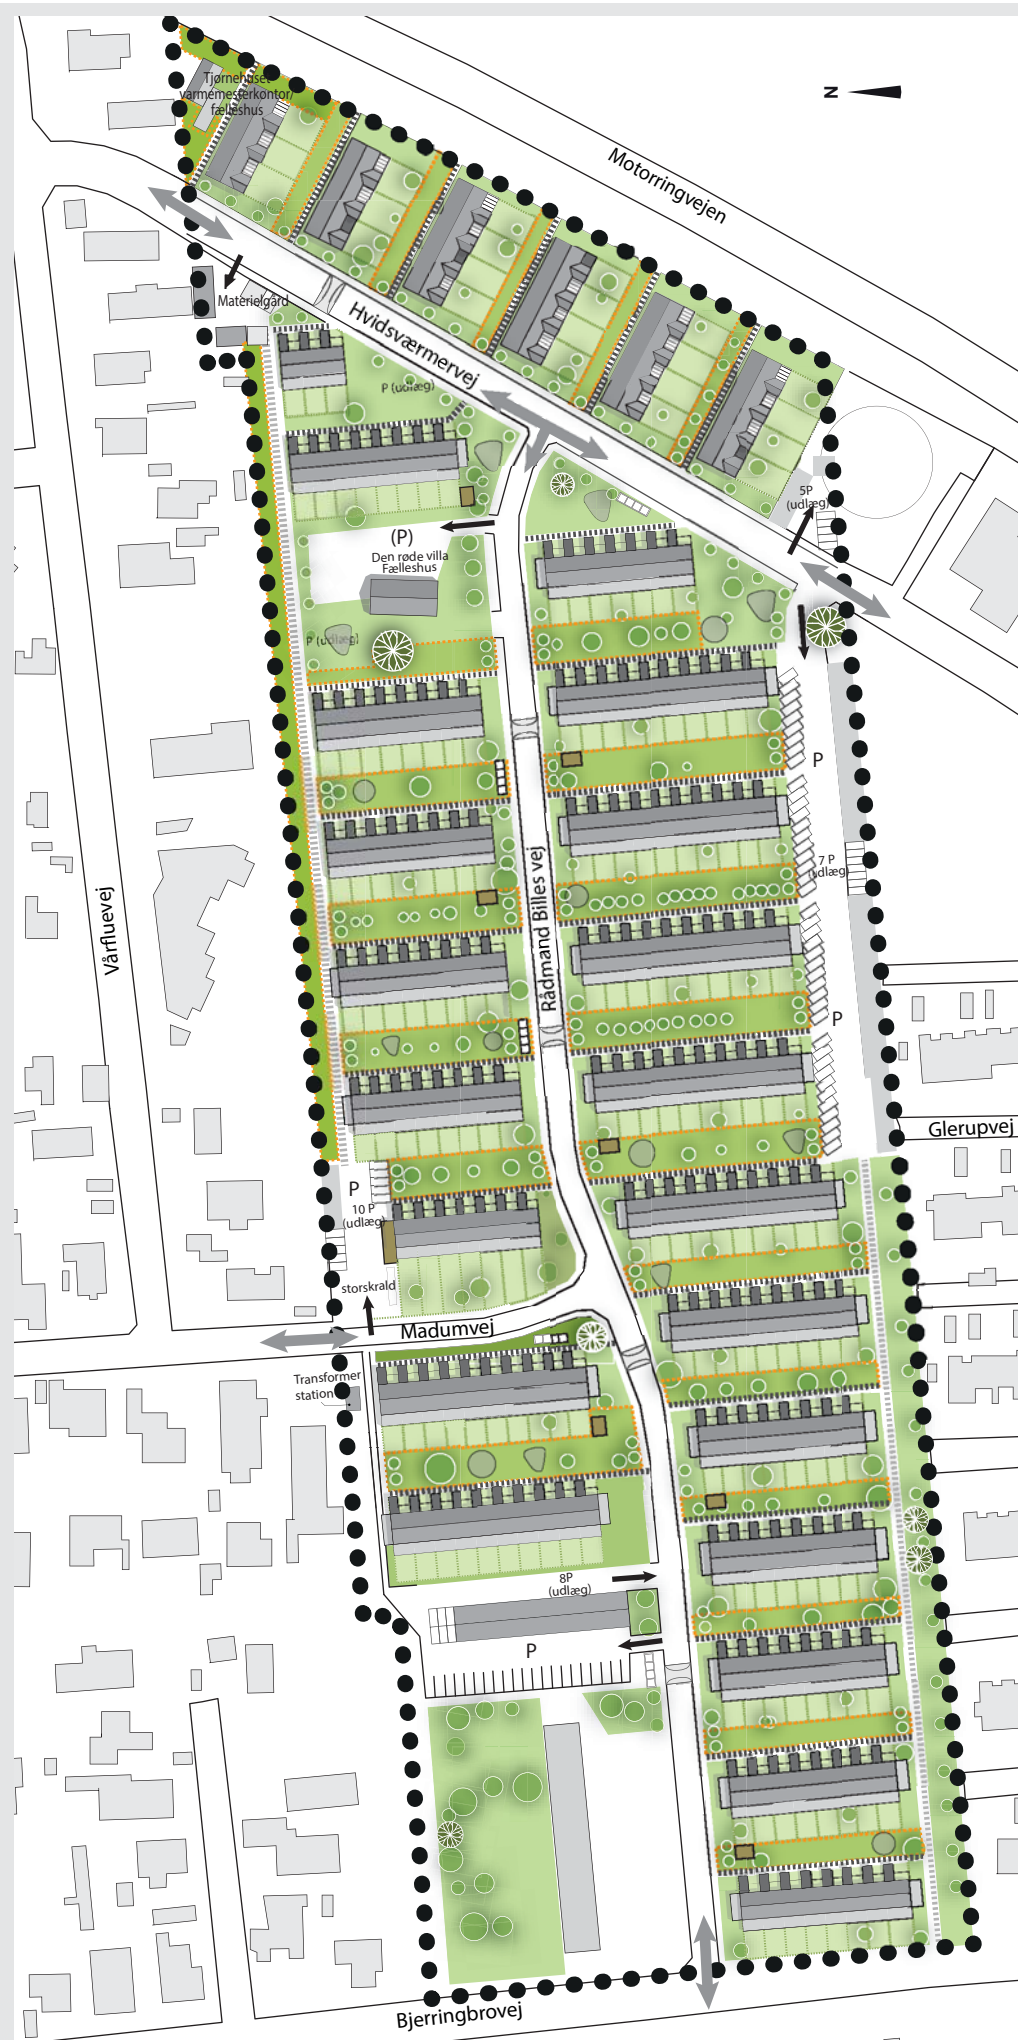 Tjørnehuset
varmemesterkontor/
fælleshus
N
Motorringvejen
Materielgård
Hvidsværmervej
P (udlæg)
5P
(udlæg)
(P)
Den røde villa
Fælleshus
P (udlæg)
P
7 P
(udlæg)
Vårfluevej
Rådmand Billes vej
P
Glerupvej
P
10 P
(udlæg)
storskrald
Madumvej
Transformer
station
8P
(udlæg)
P
Bjerringbrovej